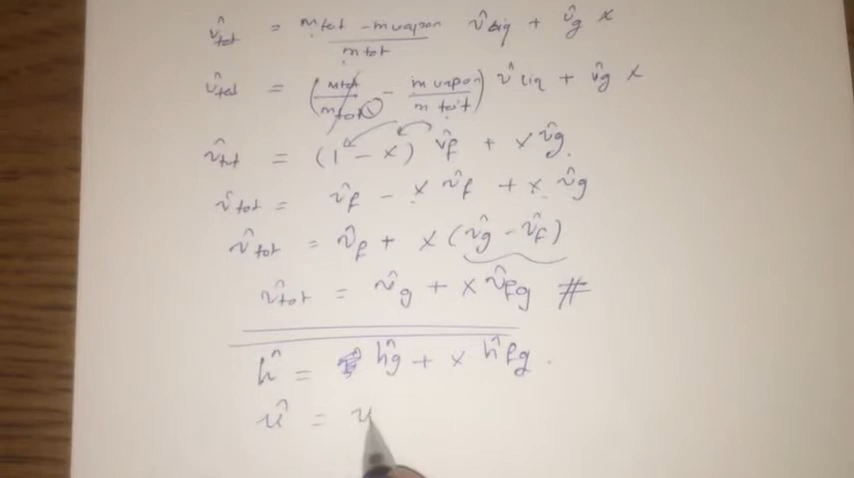 v̂tot = mtot - mvapor / mtot v̂liq + v̂g x
v̂tot = (mtot / mtot 1 - mvapor / mtot) v̂liq + v̂g x
v̂tot = (1 - x) v̂f + x v̂g.
v̂tot = v̂f - x v̂f + x v̂g
v̂tot = v̂f + x (v̂g - v̂f)
v̂tot = v̂g + x v̂fg #
ĥ = ĥg + x ĥfg.
û = u